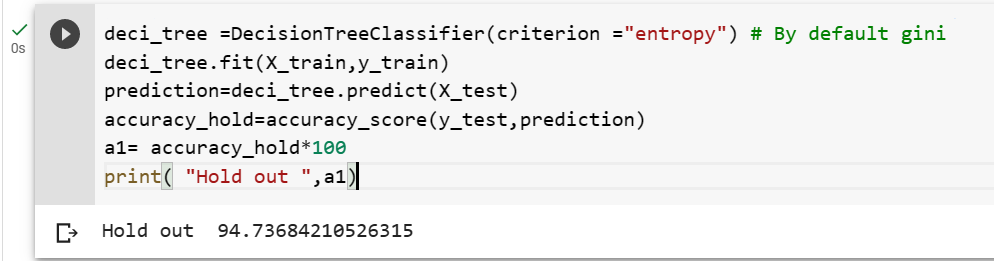 deci_tree =DecisionTreeClassifier(criterion ="entropy") # By default gini
0s
deci_tree.fit(X_train,y_train)
prediction=deci_tree.predict(X_test)
accuracy_hold=accuracy_score(y_test,prediction)
a1= accuracy_hold*100
print( "Hold out ",a1)
Hold out  94.73684210526315